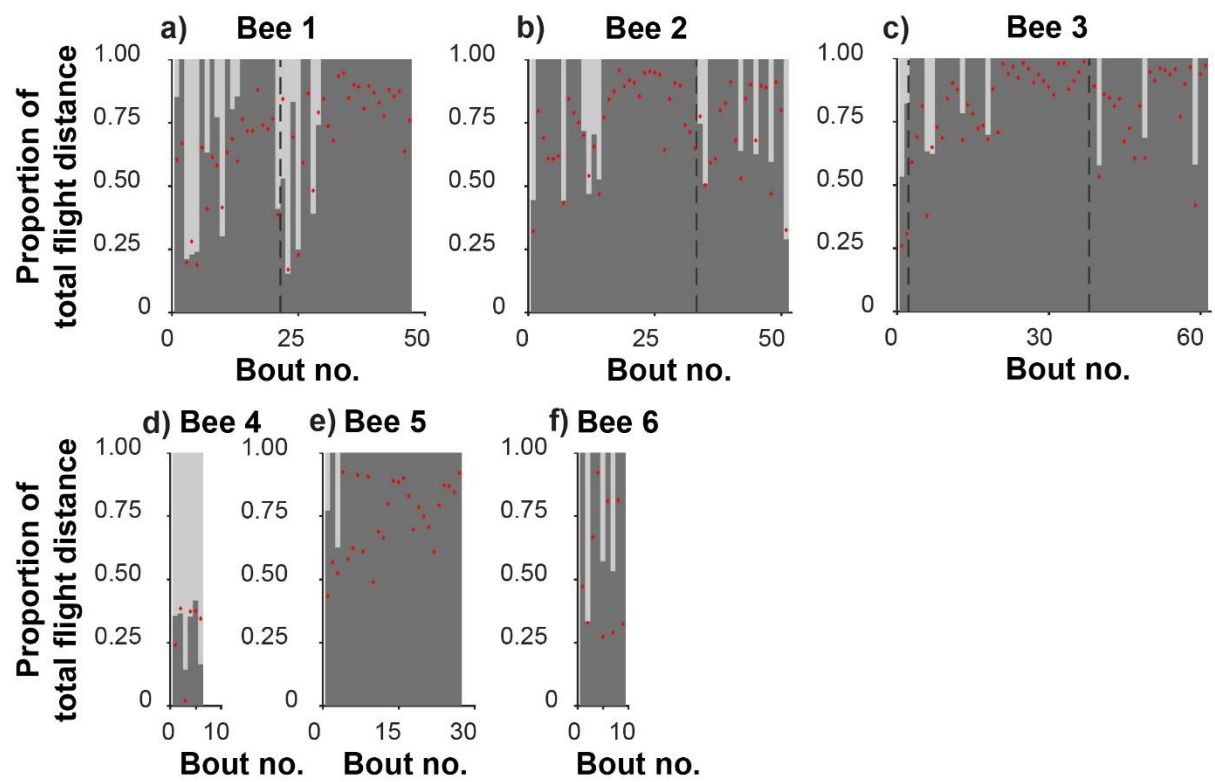 a) Bee 1
b) Bee 2
c) Bee 3
Proportion of
total flight distance
1.00
0.75
0.50
0.25
0
0 25 50
Bout no.
1.00
0.75
0.50
0.25
0
0 25 50
Bout no.
1.00
0.75
0.50
0.25
0
0 30 60
Bout no.
d) Bee 4
e) Bee 5
f) Bee 6
Proportion of
total flight distance
1.00
0.75
0.50
0.25
0
0 10
Bout no.
1.00
0.75
0.50
0.25
0
0 15 30
Bout no.
1.00
0.75
0.50
0.25
0
0 10
Bout no.